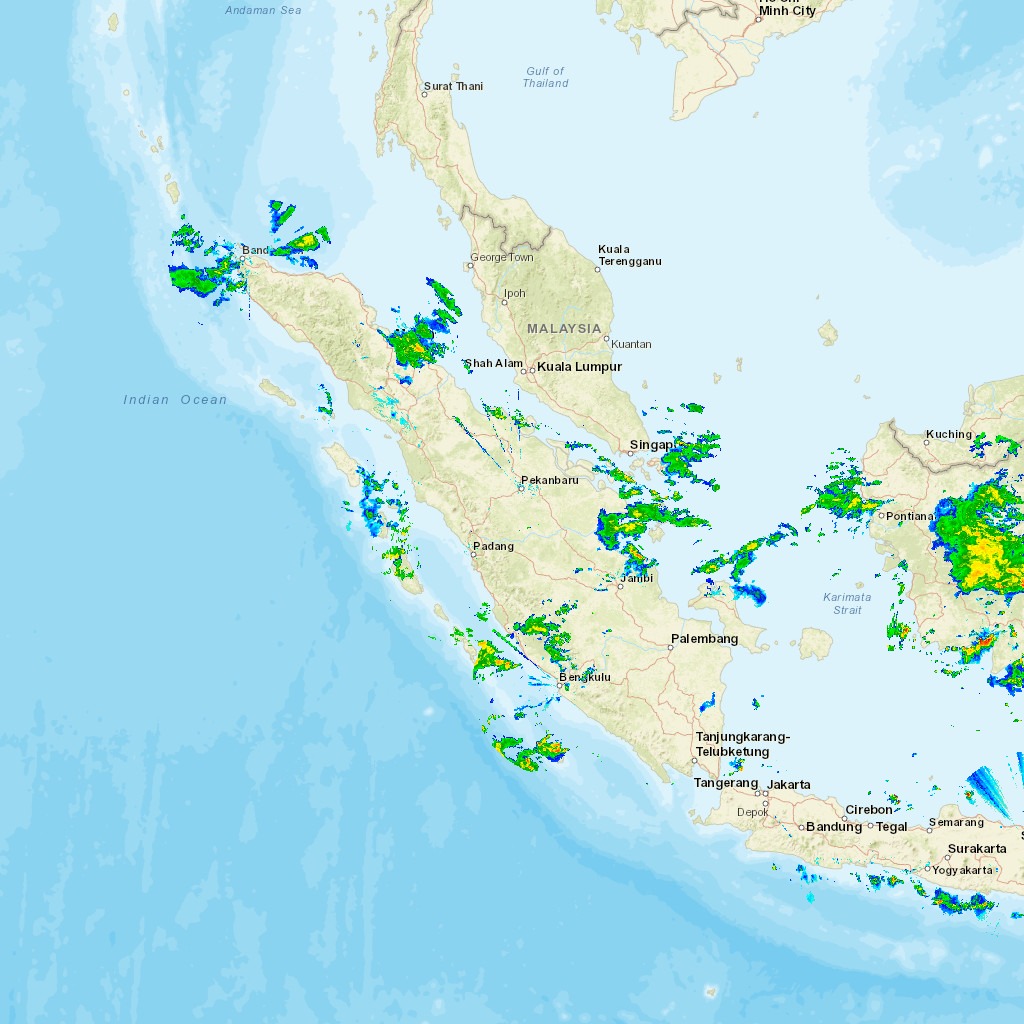 Andaman Sea
Minh City
Gulf of
Thailand
Surat Thani
Band
George Town
Kuala
Terengganu
Ipoh
MALAYSIA
Kuantan
Shah Alam
Kuala Lumpur
Indian Ocean
Kuching
Singap
Pekanbaru
Pontiana
Padang
Jambi
Karimata
Strait
Palembang
Bengkulu
Tanjungkarang-
Telubketung
Tangerang
Jakarta
Depok
Cirebon
Bandung
Tegal
Semarang
S
Surakarta
Yogyakarta